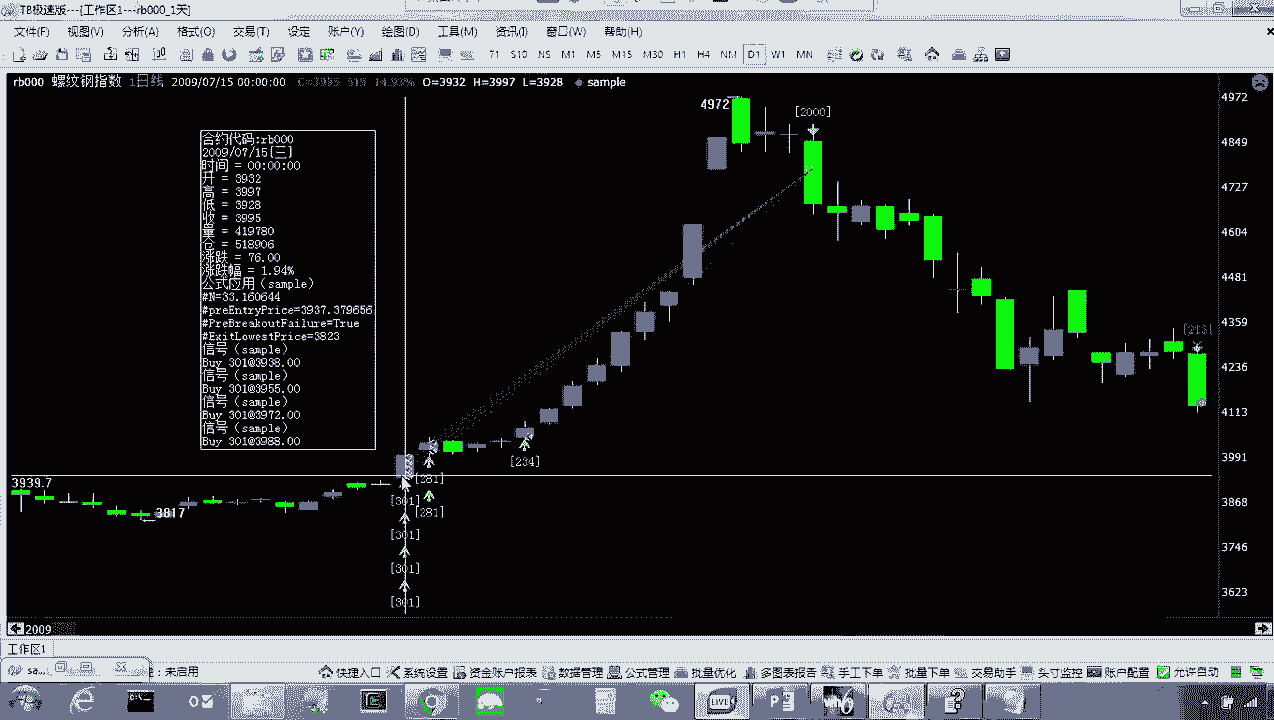 TB极速版---[工作区1---rb000_1天]
文件(F) 视图(V) 分析(A) 格式(O) 交易(T) 设定 账户(Y) 绘图(D) 工具(M) 资讯(I) 窗口(W) 帮助(H)
T1 S10 NS M1 M5 M15 M30 H1 H4 NM D1 W1 MN
rb000 螺纹钢指数 1日线 2009/07/15 00:00:00 O=3932 H=3997 L=3928 sample
合约代码:rb000
2009/07/15[三]
时间 = 00:00:00
开 = 3932
高 = 3997
低 = 3928
收 = 3995
量 = 419780
仓 = 518906
涨跌 = 76.00
涨跌幅 = 1.94%
公式应用（sample）
#N=33.160644
#preEntryPrice=3937.379656
#PreBreakoutFailure=True
#ExitLowestPrice=3823
信号（sample）
Buy 301@3938.00
信号（sample）
Buy 301@3955.00
信号（sample）
Buy 301@3972.00
信号（sample）
Buy 301@3988.00
4972
[2000]
[213]
[234]
[281]
[281]
[301]
[301]
[301]
[301]
3939.7
3817
4972
4849
4727
4604
4481
4359
4236
4113
3991
3868
3746
3623
2009
工作区1
sa...
未启用 快捷入口 系统设置 资金账户报表 数据管理 公式管理 批量优化 多图表报告 手工下单 批量下单 交易助手 头寸监控 账户配置 允许自动
LIVE